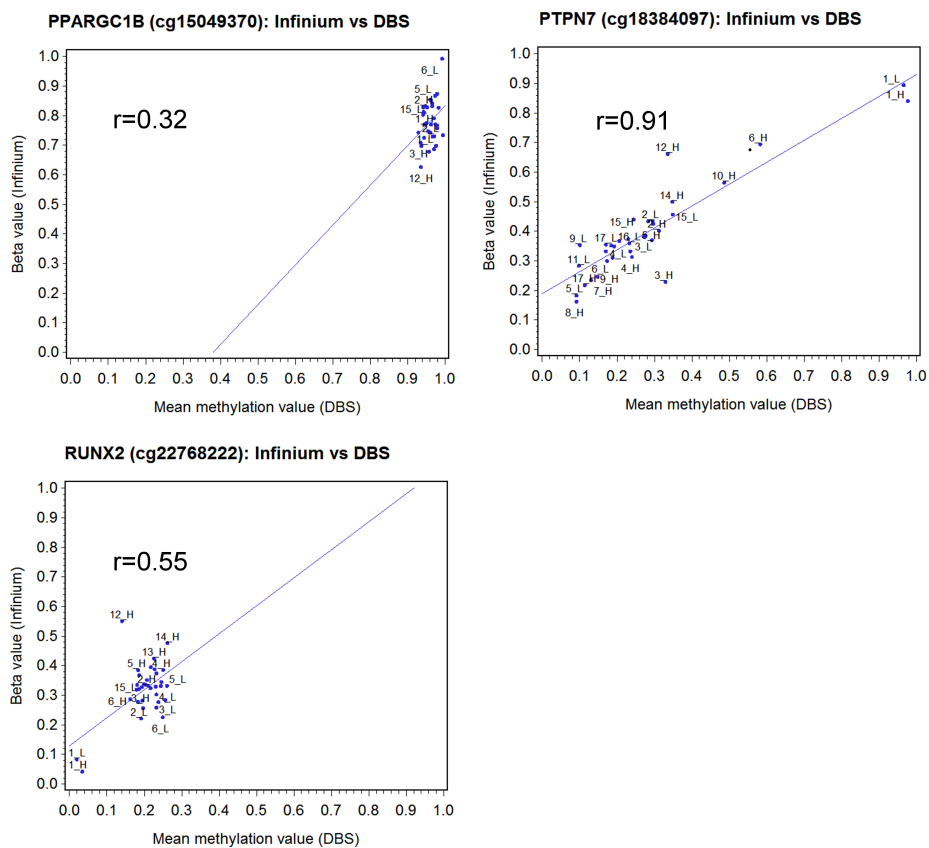 PPARGC1B (cg15049370): Infinium vs DBS
r=0.32
Beta value (Infinium)
1.0
0.9
0.8
0.7
0.6
0.5
0.4
0.3
0.2
0.1
0.0
6_L
5_L
2_H
15_L
1_H
2_L
1_L
3_H
12_H
0.0 0.1 0.2 0.3 0.4 0.5 0.6 0.7 0.8 0.9 1.0
Mean methylation value (DBS)
PTPN7 (cg18384097): Infinium vs DBS
r=0.91
Beta value (Infinium)
1.0
0.9
0.8
0.7
0.6
0.5
0.4
0.3
0.2
0.1
0.0
1_L
1_H
6_H
12_H
10_H
14_H
2_L
15_L
15_H
2_H
9_L
17_L
16_L
5_H
3_L
4_L
11_L
6_L
4_H
17_H
9_H
3_H
5_L
7_H
8_H
0.0 0.1 0.2 0.3 0.4 0.5 0.6 0.7 0.8 0.9 1.0
Mean methylation value (DBS)
RUNX2 (cg22768222): Infinium vs DBS
r=0.55
Beta value (Infinium)
1.0
0.9
0.8
0.7
0.6
0.5
0.4
0.3
0.2
0.1
0.0
12_H
14_H
13_H
5_H
4_H
2_H
5_L
15_L
6_H
3_H
4_L
2_L
3_L
6_L
1_L
1_H
0.0 0.1 0.2 0.3 0.4 0.5 0.6 0.7 0.8 0.9 1.0
Mean methylation value (DBS)